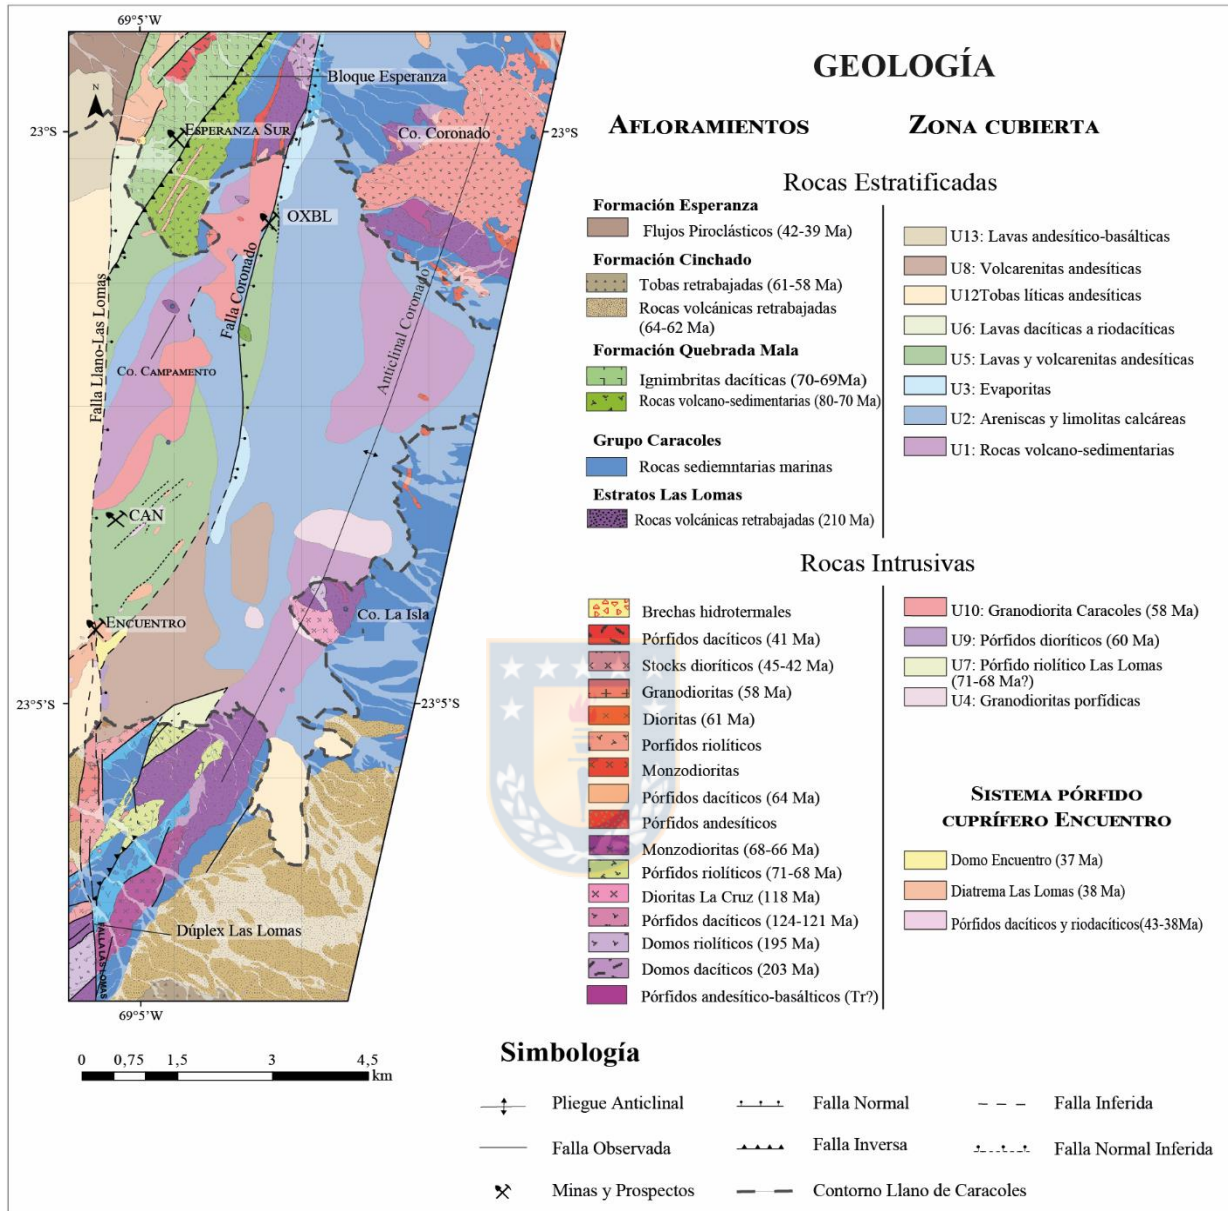 69°5'W
GEOLOGÍA
AFLORAMIENTOS
ZONA CUBIERTA
Rocas Estratificadas
Formación Esperanza
Flujos Piroclásticos (42-39 Ma)
Formación Cinchado
Tobas retrabajadas (61-58 Ma)
Rocas volcánicas retrabajadas
(64-62 Ma)
Formación Quebrada Mala
Ignimbritas dacíticas (70-69Ma)
Rocas volcano-sedimentarias (80-70 Ma)
Grupo Caracoles
Rocas sediemntarias marinas
Estratos Las Lomas
Rocas volcánicas retrabajadas (210 Ma)
U13: Lavas andesítico-basálticas
U8: Volcarenitas andesíticas
U12Tobas líticas andesíticas
U6: Lavas dacíticas a riodacíticas
U5: Lavas y volcarenitas andesíticas
U3: Evaporitas
U2: Areniscas y limolitas calcáreas
U1: Rocas volcano-sedimentarias
Rocas Intrusivas
Brechas hidrotermales
Pórfidos dacíticos (41 Ma)
Stocks dioríticos (45-42 Ma)
Granodioritas (58 Ma)
Dioritas (61 Ma)
Porfidos riolíticos
Monzodioritas
Pórfidos dacíticos (64 Ma)
Pórfidos andesíticos
Monzodioritas (68-66 Ma)
Pórfidos riolíticos (71-68 Ma)
Dioritas La Cruz (118 Ma)
Pórfidos dacíticos (124-121 Ma)
Domos riolíticos (195 Ma)
Domos dacíticos (203 Ma)
Pórfidos andesítico-basálticos (Tr?)
U10: Granodiorita Caracoles (58 Ma)
U9: Pórfidos dioríticos (60 Ma)
U7: Pórfido riolítico Las Lomas
(71-68 Ma?)
U4: Granodioritas porfídicas
SISTEMA PÓRFIDO
CUPRÍFERO ENCUENTRO
Domo Encuentro (37 Ma)
Diatrema Las Lomas (38 Ma)
Pórfidos dacíticos y riodacíticos(43-38Ma)
N
Bloque Esperanza
23°S
ESPERANZA SUR
Co. Coronado
23°S
OXBL
Falla Llano-Las Lomas
Falla Coronado
Anticlinal Coronado
Co. CAMPAMENTO
CAN
Co. La Isla
ENCUENTRO
23°5'S
23°5'S
Dúplex Las Lomas
FALLA LAS LOMAS
69°5'W
0 0,75 1,5 3 4,5
km
Simbología
Pliegue Anticlinal
Falla Normal
Falla Inferida
Falla Observada
Falla Inversa
Falla Normal Inferida
Minas y Prospectos
Contorno Llano de Caracoles